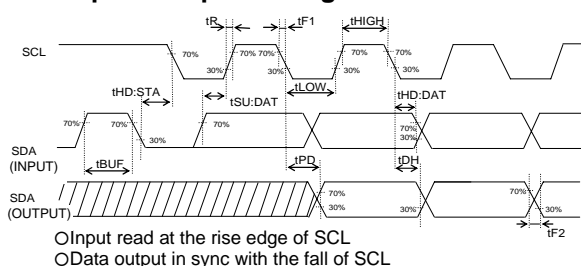 tR tF1 tHIGH
SCL 70% 70% 70% 70% 70%
30% 30% 30% 30%
tHD:STA tSU:DAT tLOW tHD:DAT
70% 70% 70% 70%
30% 30%
SDA
(INPUT)
tBUF tPD tDH
SDA
(OUTPUT)
70% 70%
30% 30% 30%
tF2
○Input read at the rise edge of SCL
○Data output in sync with the fall of SCL